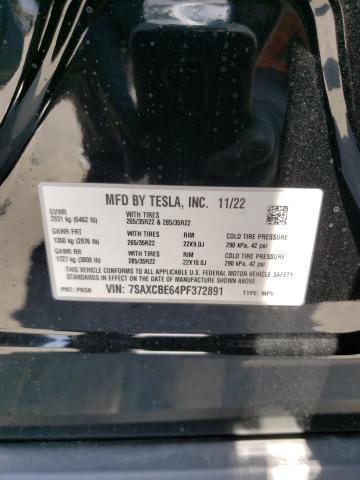 MFD BY TESLA, INC. 11/22
GVWR
2931 kg (6462 lb)
WITH TIRES
265/35R22 & 285/35R22
GAWR FRT
1350 kg (2976 lb)
WITH TIRES
265/35R22
RIM
22X9.0J
COLD TIRE PRESSURE
290 kPa, 42 psi
GAWR RR
1727 kg (3808 lb)
WITH TIRES
285/35R22
RIM
22X10.0J
COLD TIRE PRESSURE
290 kPa, 42 psi
THIS VEHICLE CONFORMS TO ALL APPLICABLE U.S. FEDERAL MOTOR VEHICLE SAFETY
STANDARDS IN EFFECT ON THE DATE OF MANUFACTURE SHOWN ABOVE.
PNT: PBSB VIN: 7SAXCBE64PF372891 TYPE: MPV